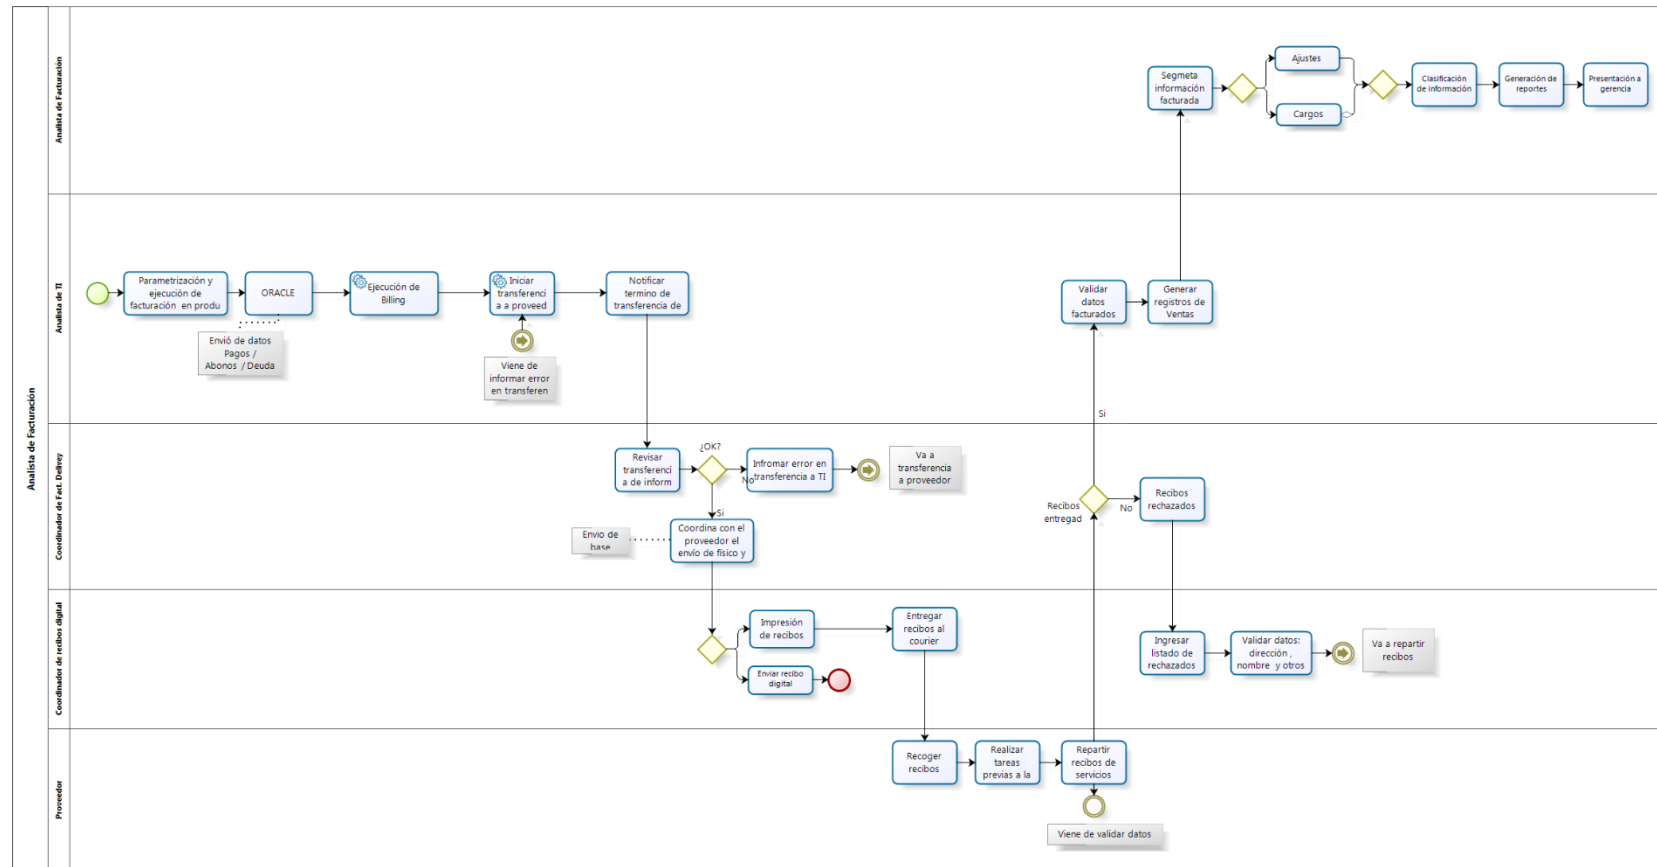 Analista de Facturación
Analista de Facturación
Segmeta
información
facturada
Ajustes
Cargos
Clasificación
de información
Generación de
reportes
Presentación a
gerencia
Analista de TI
Parametrización y
ejecución de
facturación en produ
ORACLE
Envió de datos
Pagos /
Abonos / Deuda
Ejecución de
Billing
Iniciar
transferenci
a a proveed
Viene de
informar error
en transferen
Notificar
termino de
transferencia de
Validar
datos
facturados
Generar
registros de
Ventas
Si
Coordinador de Fact. Delivey
Revisar
transferenci
a de inform
¿OK?
No
Si
Infromar error en
transferencia a TI
Va a
transferencia
a proveedor
Envio de
base
Coordina con el
proveedor el
envío de físico y
Recibos
entregad
No
Recibos
rechazados
Coordinador de recibos digital
Impresión
de recibos
Enviar recibo
digital
Entregar
recibos al
courier
Ingresar
listado de
rechazados
Validar datos:
dirección ,
nombre y otros
Va a repartir
recibos
Proveedor
Recoger
recibos
Realizar
tareas
previas a la
Repartir
recibos de
servicios
Viene de validar datos